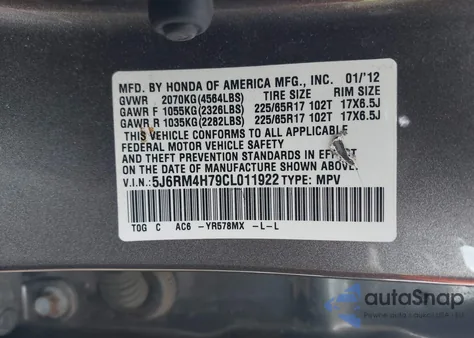 MFD. BY HONDA OF AMERICA MFG., INC. 01/'12
GVWR 2070KG(4564LBS) TIRE SIZE RIM SIZE
GAWR F 1055KG(2326LBS) 225/65R17 102T 17X6.5J
GAWR R 1035KG(2282LBS) 225/65R17 102T 17X6.5J
THIS VEHICLE CONFORMS TO ALL APPLICABLE
FEDERAL MOTOR VEHICLE SAFETY
AND THEFT PREVENTION STANDARDS IN EFFECT
ON THE DATE OF MANUFACTURE SHOWN ABOVE.
V.I.N.: 5J6RM4H79CL011922 TYPE: MPV
TOG C AC6 -YR578MX -L-L
autoSnap